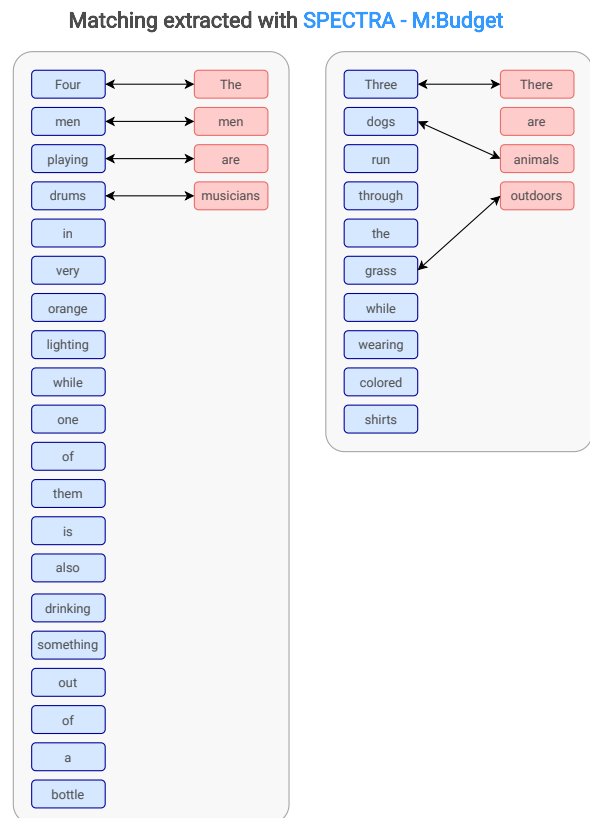 Matching extracted with SPECTRA - M:Budget
Four The
men men
playing are
drums musicians
in
very
orange
lighting
while
one
of
them
is
also
drinking
something
out
of
a
bottle
Three There
dogs are
run animals
through outdoors
the
grass
while
wearing
colored
shirts